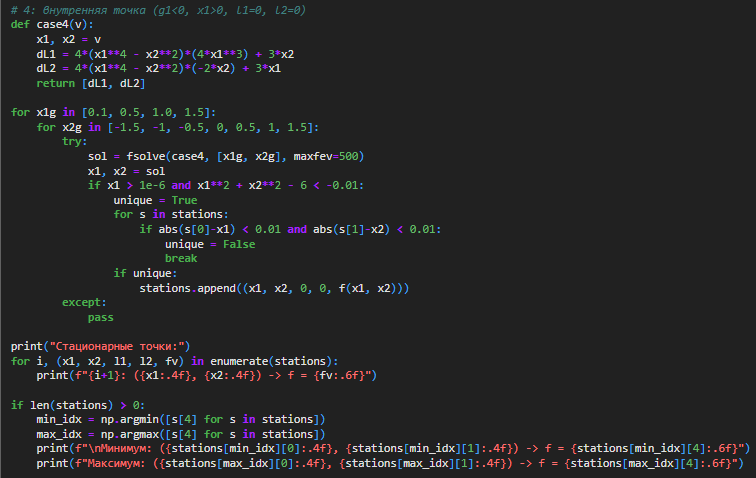 # 4: внутренняя точка (g1<0, x1>0, l1=0, l2=0)
def case4(v):
    x1, x2 = v
    dL1 = 4*(x1**4 - x2**2)*(4*x1**3) + 3*x2
    dL2 = 4*(x1**4 - x2**2)*(-2*x2) + 3*x1
    return [dL1, dL2]

for x1g in [0.1, 0.5, 1.0, 1.5]:
    for x2g in [-1.5, -1, -0.5, 0, 0.5, 1, 1.5]:
        try:
            sol = fsolve(case4, [x1g, x2g], maxfev=500)
            x1, x2 = sol
            if x1 > 1e-6 and x1**2 + x2**2 - 6 < -0.01:
                unique = True
                for s in stations:
                    if abs(s[0]-x1) < 0.01 and abs(s[1]-x2) < 0.01:
                        unique = False
                        break
                if unique:
                    stations.append((x1, x2, 0, 0, f(x1, x2)))
        except:
            pass

print("Стационарные точки:")
for i, (x1, x2, l1, l2, fv) in enumerate(stations):
    print(f"{i+1}: ({x1:.4f}, {x2:.4f}) -> f = {fv:.6f}")

if len(stations) > 0:
    min_idx = np.argmin([s[4] for s in stations])
    max_idx = np.argmax([s[4] for s in stations])
    print(f"\nМинимум: ({stations[min_idx][0]:.4f}, {stations[min_idx][1]:.4f}) -> f = {stations[min_idx][4]:.6f}")
    print(f"Максимум: ({stations[max_idx][0]:.4f}, {stations[max_idx][1]:.4f}) -> f = {stations[max_idx][4]:.6f}")